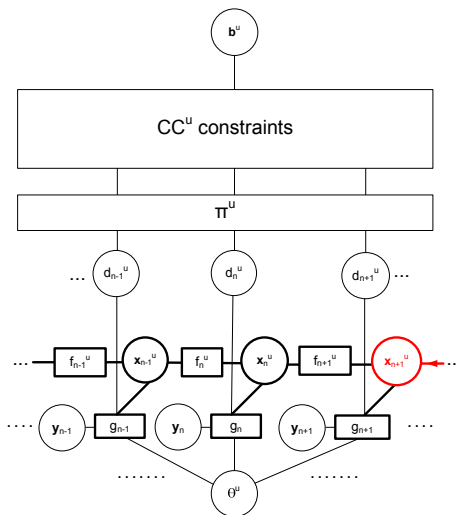 b^u
CC^u constraints
π^u
... d_{n-1}^u d_n^u d_{n+1}^u ...
... f_{n-1}^u x_{n-1}^u f_n^u x_n^u f_{n+1}^u x_{n+1}^u ...
.... y_{n-1} g_{n-1} y_n g_n y_{n+1} g_{n+1} ....
....... θ^u .......